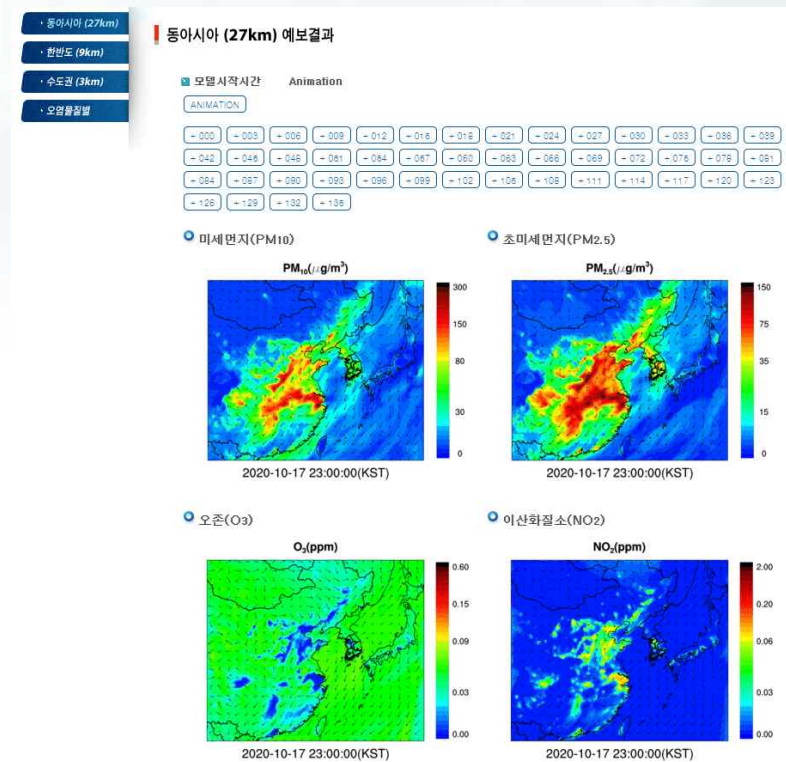 · 동아시아 (27km)
· 한반도 (9km)
· 수도권 (3km)
· 오염물질별
동아시아 (27km) 예보결과
모델시작시간 Animation
ANIMATION
+ 000 + 003 + 006 + 009 + 012 + 015 + 018 + 021 + 024 + 027 + 030 + 033 + 036 + 039
+ 042 + 045 + 048 + 051 + 054 + 057 + 060 + 063 + 066 + 069 + 072 + 075 + 078 + 081
+ 084 + 087 + 090 + 093 + 096 + 099 + 102 + 105 + 108 + 111 + 114 + 117 + 120 + 123
+ 126 + 129 + 132 + 135
미세먼지(PM10) 초미세먼지(PM2.5)
PM₁₀(μg/m³) PM₂.₅(μg/m³)
300 150
150 75
80 35
30 15
0 0
2020-10-17 23:00:00(KST) 2020-10-17 23:00:00(KST)
오존(O3) 이산화질소(NO2)
O₃(ppm) NO₂(ppm)
0.60 2.00
0.15 0.20
0.09 0.06
0.03 0.03
0.00 0.00
2020-10-17 23:00:00(KST) 2020-10-17 23:00:00(KST)